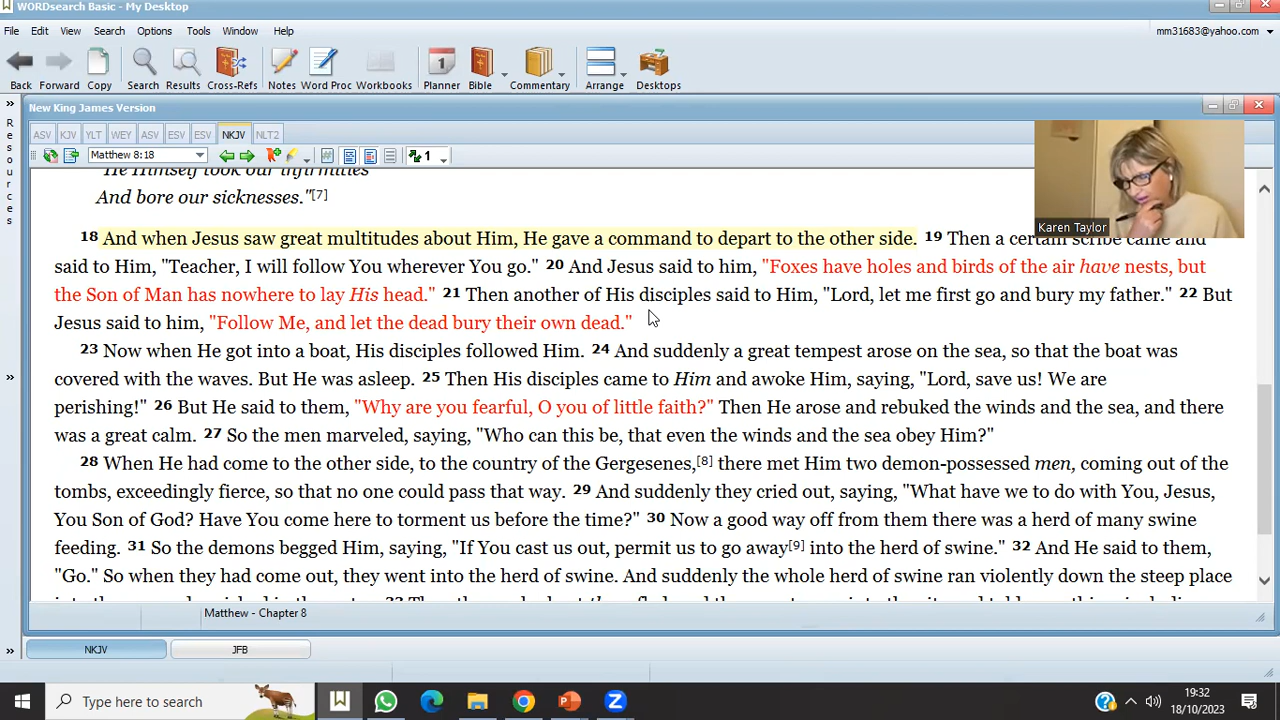 WORDsearch Basic - My Desktop
File Edit View Search Options Tools Window Help
mm31683@yahoo.com
Back Forward Copy Search Results Cross-Refs Notes Word Proc Workbooks Planner Bible Commentary Arrange Desktops
New King James Version
Resources
ASV KJV YLT WEY ASV ESV ESV NKJV NLT2
Matthew 8:18
1
He Himself took our infirmities
And bore our sicknesses."[7]
Karen Taylor
18 And when Jesus saw great multitudes about Him, He gave a command to depart to the other side. 19 Then a certain scribe came and
said to Him, "Teacher, I will follow You wherever You go." 20 And Jesus said to him, "Foxes have holes and birds of the air have nests, but
the Son of Man has nowhere to lay His head." 21 Then another of His disciples said to Him, "Lord, let me first go and bury my father." 22 But
Jesus said to him, "Follow Me, and let the dead bury their own dead."
23 Now when He got into a boat, His disciples followed Him. 24 And suddenly a great tempest arose on the sea, so that the boat was
covered with the waves. But He was asleep. 25 Then His disciples came to Him and awoke Him, saying, "Lord, save us! We are
perishing!" 26 But He said to them, "Why are you fearful, O you of little faith?" Then He arose and rebuked the winds and the sea, and there
was a great calm. 27 So the men marveled, saying, "Who can this be, that even the winds and the sea obey Him?"
28 When He had come to the other side, to the country of the Gergesenes,[8] there met Him two demon-possessed men, coming out of the
tombs, exceedingly fierce, so that no one could pass that way. 29 And suddenly they cried out, saying, "What have we to do with You, Jesus,
You Son of God? Have You come here to torment us before the time?" 30 Now a good way off from them there was a herd of many swine
feeding. 31 So the demons begged Him, saying, "If You cast us out, permit us to go away[9] into the herd of swine." 32 And He said to them,
"Go." So when they had come out, they went into the herd of swine. And suddenly the whole herd of swine ran violently down the steep place
Matthew - Chapter 8
NKJV JFB
Type here to search
19:32
18/10/2023